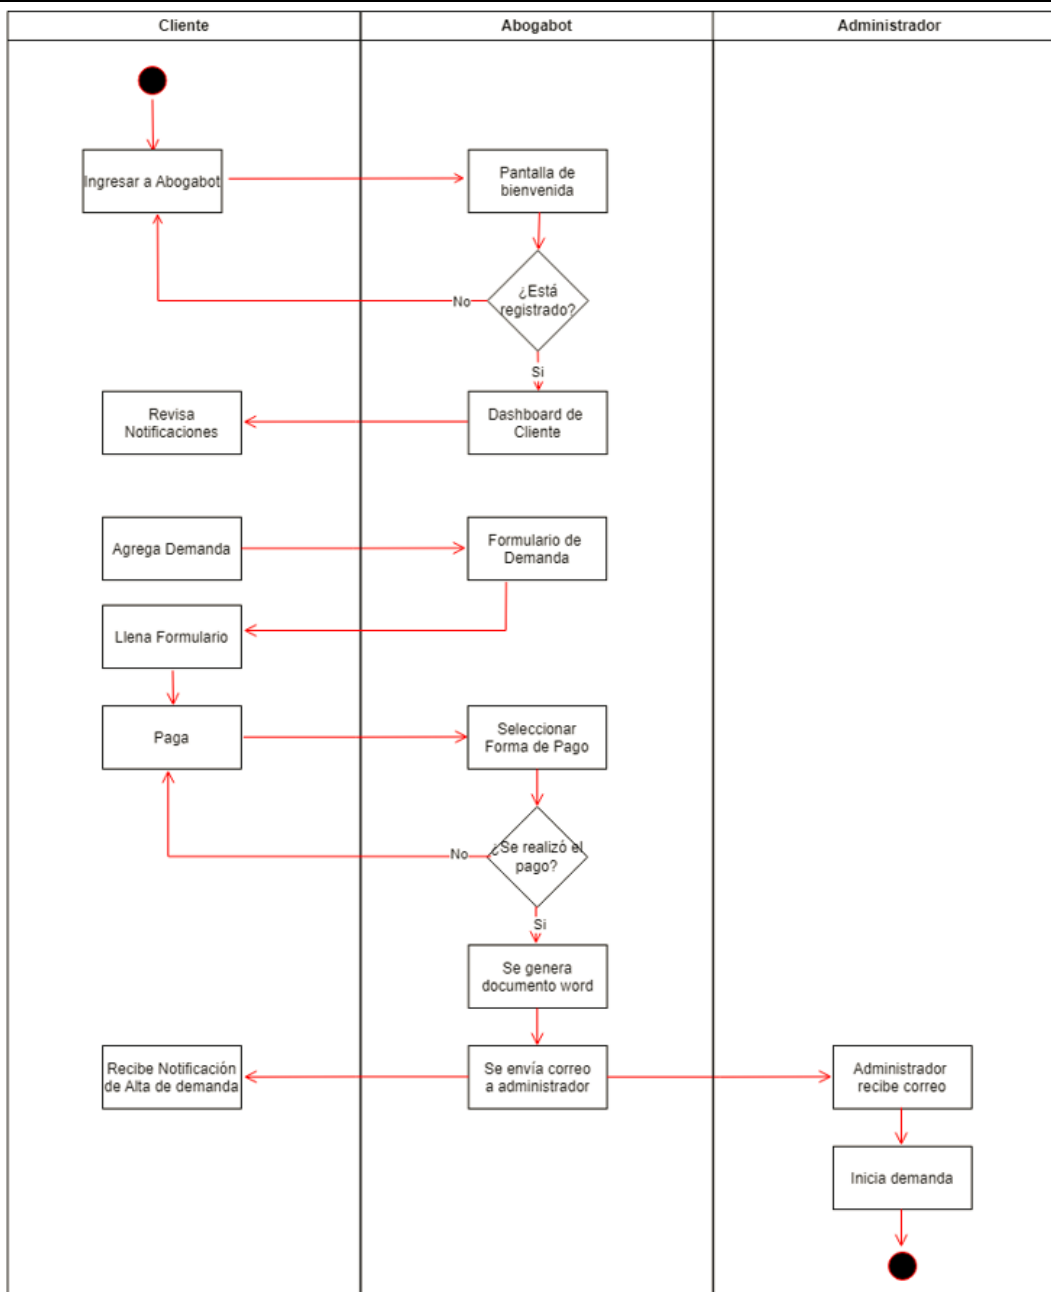 Cliente
Abogabot
Administrador
Ingresar a Abogabot
Pantalla de
bienvenida
¿Está
registrado?
No
Si
Revisa
Notificaciones
Dashboard de
Cliente
Agrega Demanda
Formulario de
Demanda
Llena Formulario
Paga
Seleccionar
Forma de Pago
¿Se realizó el
pago?
No
Si
Se genera
documento word
Recibe Notificación
de Alta de demanda
Se envía correo
a administrador
Administrador
recibe correo
Inicia demanda